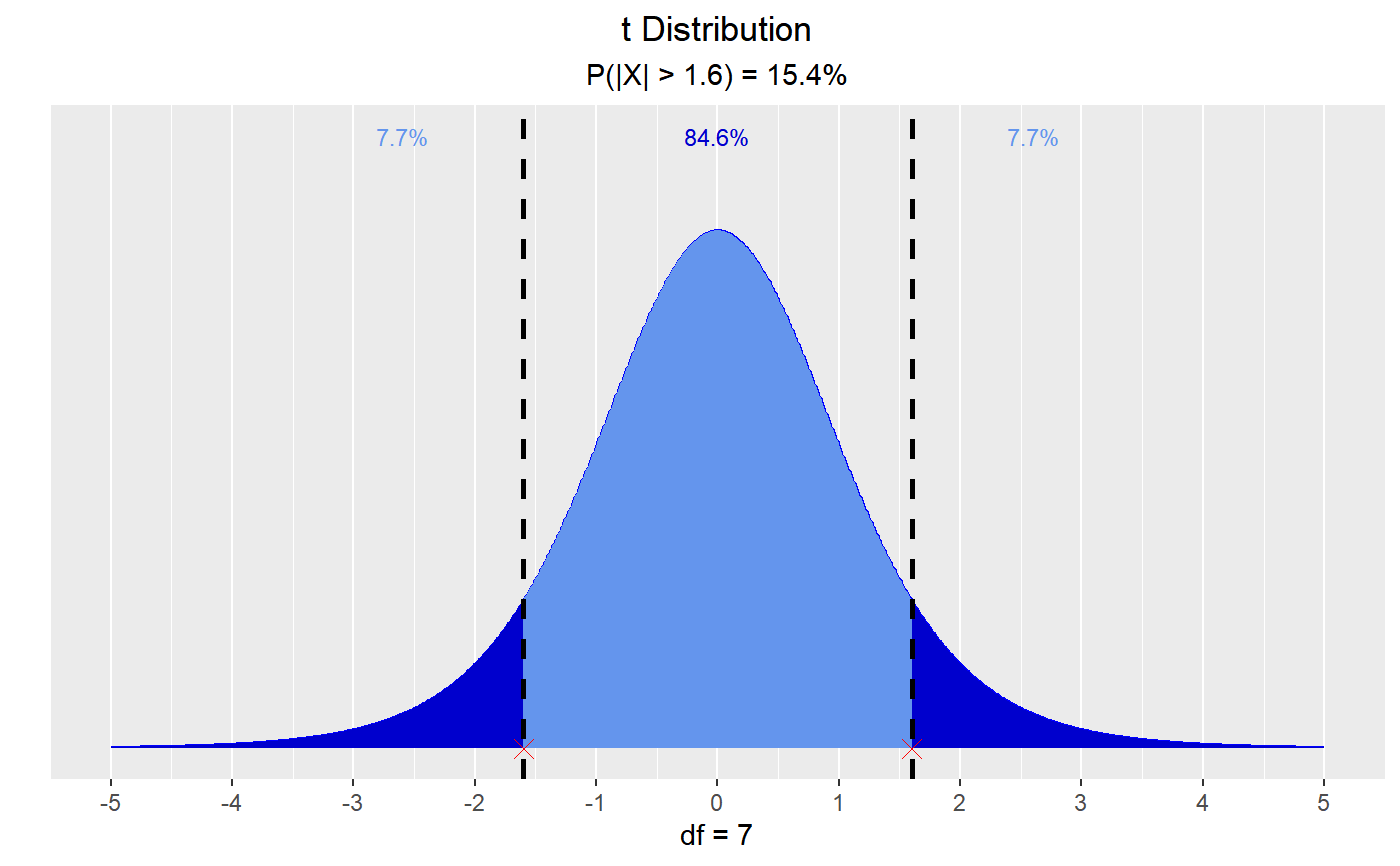 t Distribution
P(|X| > 1.6) = 15.4%
7.7% 84.6% 7.7%
-5 -4 -3 -2 -1 0 1 2 3 4 5
df = 7